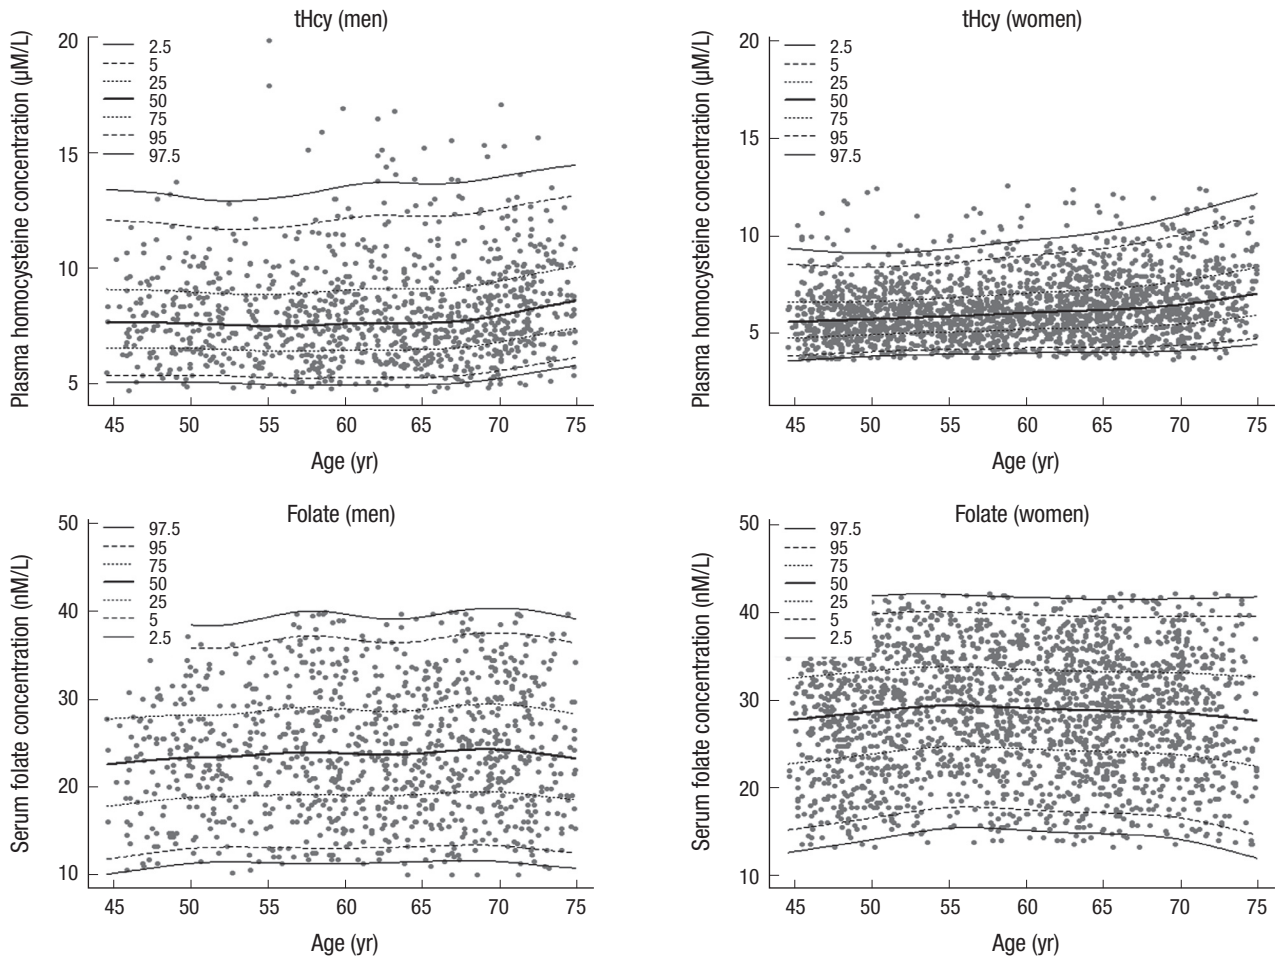 tHcy (men)
Plasma homocysteine concentration (μM/L)
20
15
10
5
2.5
5
25
50
75
95
97.5
45 50 55 60 65 70 75
Age (yr)
tHcy (women)
Plasma homocysteine concentration (μM/L)
20
15
10
5
2.5
5
25
50
75
95
97.5
45 50 55 60 65 70 75
Age (yr)
Folate (men)
Serum folate concentration (nM/L)
50
40
30
20
10
97.5
95
75
50
25
5
2.5
45 50 55 60 65 70 75
Age (yr)
Folate (women)
Serum folate concentration (nM/L)
50
40
30
20
10
97.5
95
75
50
25
5
2.5
45 50 55 60 65 70 75
Age (yr)